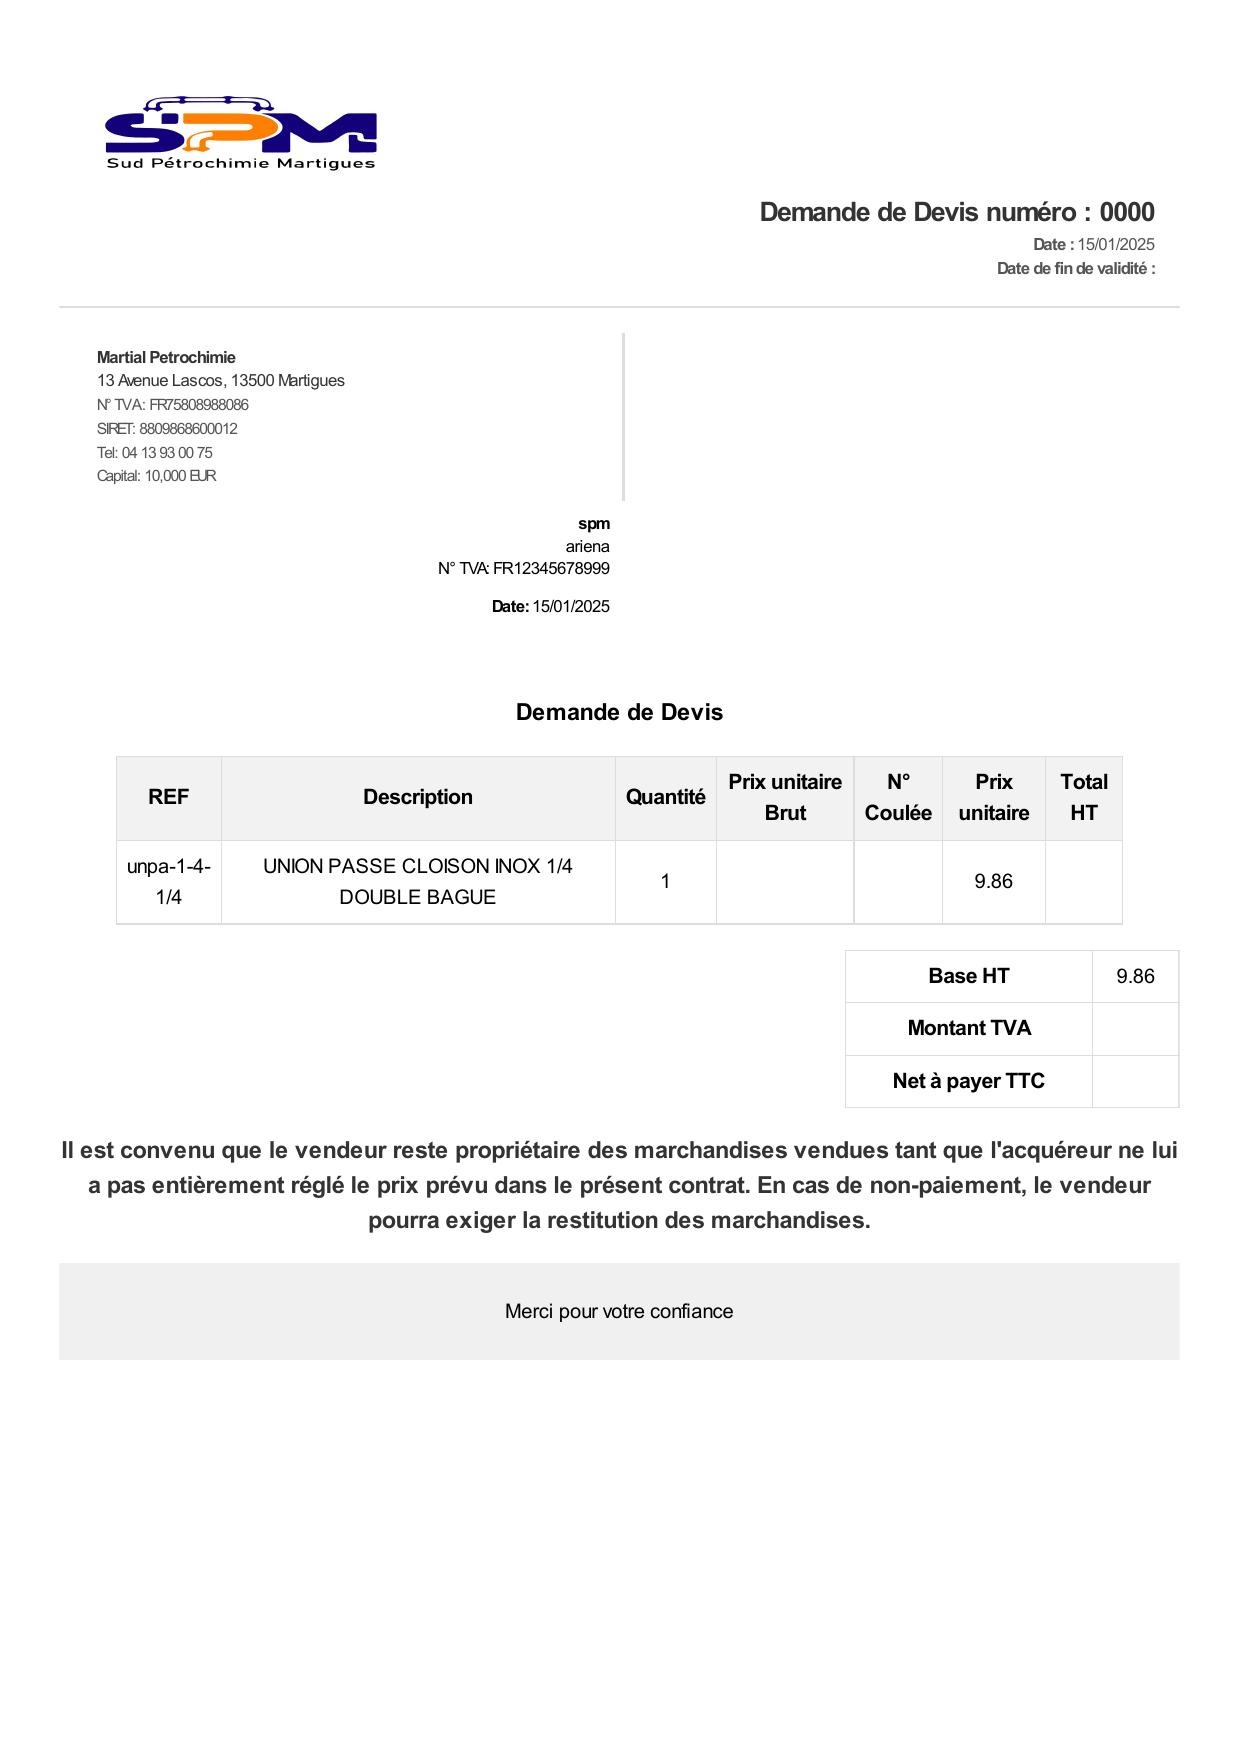 SPM
Sud Pétrochimie Martigues
Demande de Devis numéro : 0000
Date : 15/01/2025
Date de fin de validité :
Martial Petrochimie
13 Avenue Lascos, 13500 Martigues
N° TVA: FR75808988086
SIRET: 8809868600012
Tel: 04 13 93 00 75
Capital: 10,000 EUR
spm
ariena
N° TVA: FR12345678999
Date: 15/01/2025
Demande de Devis
REF Description Quantité Prix unitaire Brut N° Coulée Prix unitaire Total HT
unpa-1-4-1/4 UNION PASSE CLOISON INOX 1/4 DOUBLE BAGUE 1 9.86
Base HT 9.86
Montant TVA
Net à payer TTC
Il est convenu que le vendeur reste propriétaire des marchandises vendues tant que l'acquéreur ne lui
a pas entièrement réglé le prix prévu dans le présent contrat. En cas de non-paiement, le vendeur
pourra exiger la restitution des marchandises.
Merci pour votre confiance